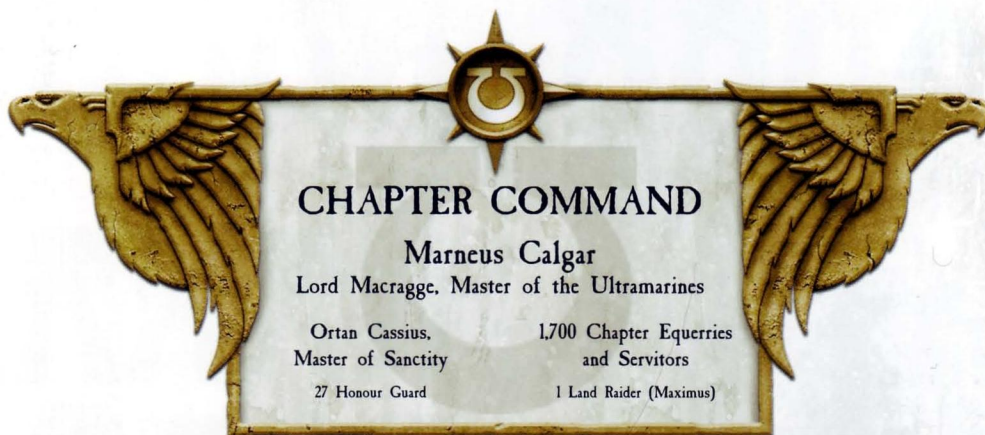 CHAPTER COMMAND
Marneus Calgar
Lord Macragge, Master of the Ultramarines
Ortan Cassius,
Master of Sanctity
27 Honour Guard
1,700 Chapter Equerries
and Servitors
1 Land Raider (Maximus)